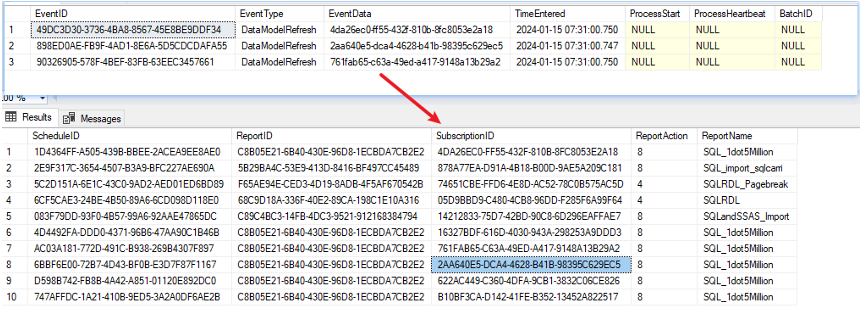 EventID EventType EventData TimeEntered ProcessStart ProcessHeartbeat BatchID
1 49DC3D30-3736-4BA8-8567-45E8BE9DDF34 DataModelRefresh 4da26ec0-ff55-432f-810b-8fc8053e2a18 2024-01-15 07:31:00.750 NULL NULL NULL
2 898ED0AE-FB9F-4AD1-8E6A-5D5CDCDAFA55 DataModelRefresh 2aa640e5-dca4-4628-b41b-98395c629ec5 2024-01-15 07:31:00.747 NULL NULL NULL
3 90326905-578F-4BEF-83FB-63EEC3457661 DataModelRefresh 761fab65-c63a-49ed-a417-9148a13b29a2 2024-01-15 07:31:00.750 NULL NULL NULL
.00 %
Results Messages
ScheduleID ReportID SubscriptionID ReportAction ReportName
1 1D4364FF-A505-439B-BBEE-2ACEA9EE8AE0 C8B05E21-6B40-430E-96D8-1ECBDA7CB2E2 4DA26EC0-FF55-432F-810B-8FC8053E2A18 8 SQL_1dot5Million
2 2E9F317C-3654-4507-B3A9-BFC227AE690A 5B29BA4C-53E9-413D-8416-BF497CC45489 878A77EA-D91A-4B18-B00D-9AE5A209C181 8 SQL_import_sqlcarri
3 5C2D151A-6E1C-43C0-9AD2-AED01ED6BD89 F65AE94E-CED3-4D19-8ADB-4F5AF670542B 74651CBE-FFD6-4E8D-AC52-78C0B575AC5D 4 SQLRDL_Pagebreak
4 6CF5CAE3-24BE-4B50-89A6-6CD098D118E0 68C9D18A-336F-40E2-89CA-198C1E10A316 05D9BBD9-C480-4CB8-96DD-F285F6A99F64 4 SQLRDL
5 083F79DD-93F0-4B57-99A6-92AAE47865DC C89C4BC3-14FB-4DC3-9521-912168384794 14212833-75D7-42BD-90C8-6D296EAFFAE7 8 SQLandSSAS_Import
6 4D4492FA-DDD0-4371-96B6-47AA90C1B46B C8B05E21-6B40-430E-96D8-1ECBDA7CB2E2 16327BDF-616D-4030-943A-298253A9DDD3 8 SQL_1dot5Million
7 AC03A181-772D-491C-B938-269B4307F897 C8B05E21-6B40-430E-96D8-1ECBDA7CB2E2 761FAB65-C63A-49ED-A417-9148A13B29A2 8 SQL_1dot5Million
8 6BBF6E00-72B7-4D43-BF0B-E3D7F87F1167 C8B05E21-6B40-430E-96D8-1ECBDA7CB2E2 2AA640E5-DCA4-4628-B41B-98395C629EC5 8 SQL_1dot5Million
9 D598B742-FB8B-4A42-A851-01120E892DC0 C8B05E21-6B40-430E-96D8-1ECBDA7CB2E2 622AC449-C360-4DFA-9CB1-3832C06CE826 8 SQL_1dot5Million
10 747AFFDC-1A21-410B-9ED5-3A2A0DF6AE2B C8B05E21-6B40-430E-96D8-1ECBDA7CB2E2 B10BF3CA-D142-41FE-B352-13452A822517 8 SQL_1dot5Million